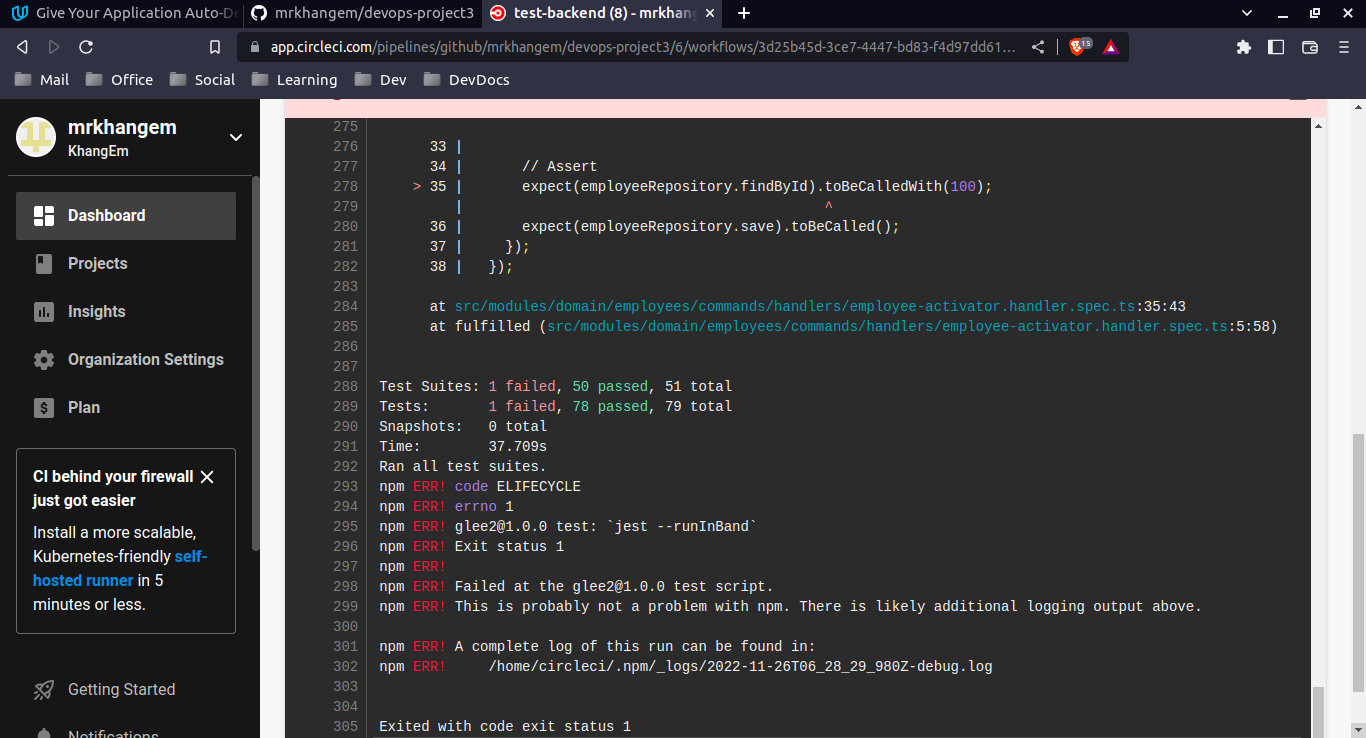 Give Your Application Auto-De
mrkhangem/devops-project3
test-backend (8) - mrkhang
app.circleci.com/pipelines/github/mrkhangem/devops-project3/6/workflows/3d25b45d-3ce7-4447-bd83-f4d97dd61...
15
Mail Office Social Learning Dev DevDocs
mrkhangem
KhangEm
Dashboard
Projects
Insights
Organization Settings
Plan
CI behind your firewall
just got easier
Install a more scalable,
Kubernetes-friendly self-
hosted runner in 5
minutes or less.
Getting Started
Notifications
275
276 33 |
277 34 | // Assert
278 > 35 | expect(employeeRepository.findById).toBeCalledWith(100);
279 | ^
280 36 | expect(employeeRepository.save).toBeCalled();
281 37 | });
282 38 | });
283
284 at src/modules/domain/employees/commands/handlers/employee-activator.handler.spec.ts:35:43
285 at fulfilled (src/modules/domain/employees/commands/handlers/employee-activator.handler.spec.ts:5:58)
286
287
288 Test Suites: 1 failed, 50 passed, 51 total
289 Tests: 1 failed, 78 passed, 79 total
290 Snapshots: 0 total
291 Time: 37.709s
292 Ran all test suites.
293 npm ERR! code ELIFECYCLE
294 npm ERR! errno 1
295 npm ERR! glee2@1.0.0 test: `jest --runInBand`
296 npm ERR! Exit status 1
297 npm ERR!
298 npm ERR! Failed at the glee2@1.0.0 test script.
299 npm ERR! This is probably not a problem with npm. There is likely additional logging output above.
300
301 npm ERR! A complete log of this run can be found in:
302 npm ERR! /home/circleci/.npm/_logs/2022-11-26T06_28_29_980Z-debug.log
303
304
305 Exited with code exit status 1